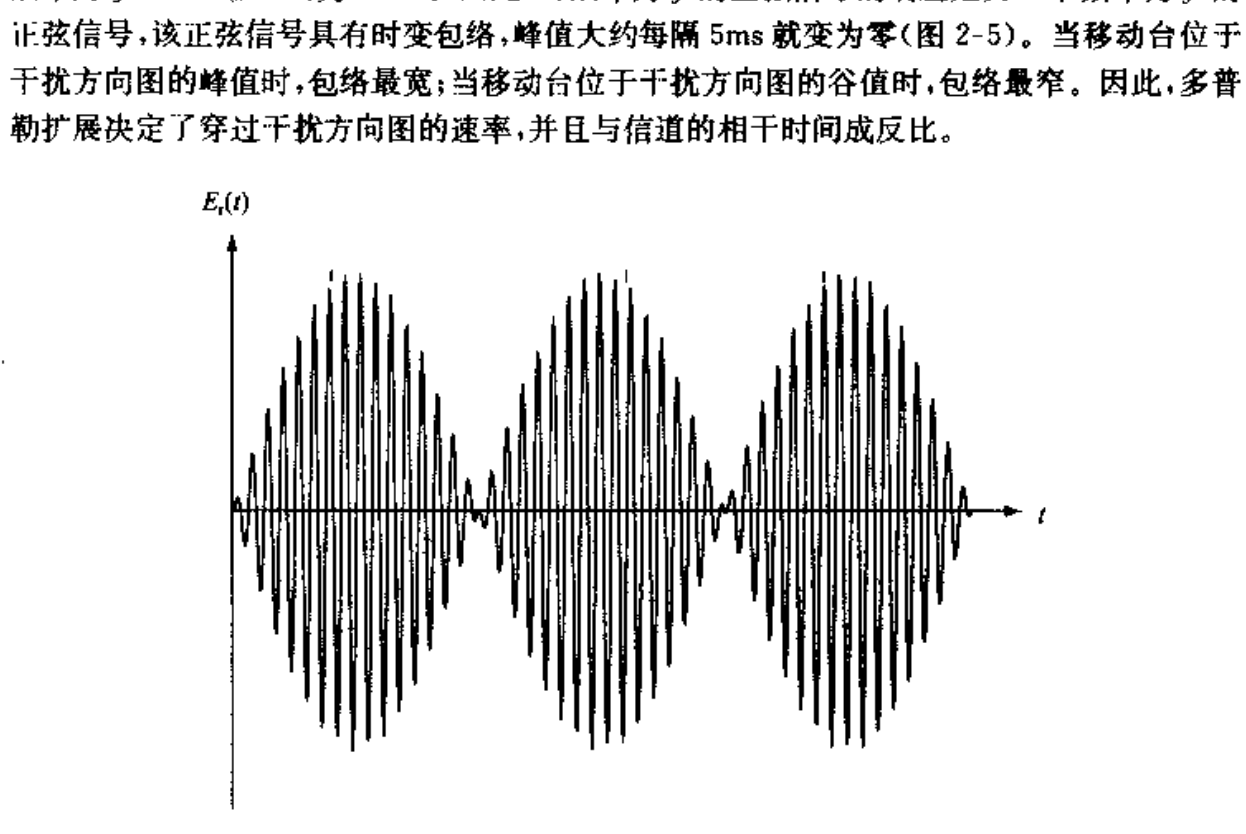 正弦信号,该正弦信号具有时变包络,峰值大约每隔 5ms 就变为零(图 2-5)。当移动台位于
干扰方向图的峰值时,包络最宽;当移动台位于干扰方向图的谷值时,包络最窄。因此,多普
勒扩展决定了穿过干扰方向图的速率,并且与信道的相干时间成反比。
E_r(t)
t